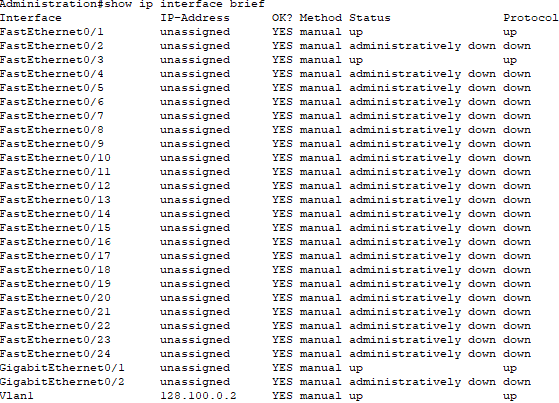 Administration#show ip interface brief
Interface IP-Address OK? Method Status Protocol
FastEthernet0/1 unassigned YES manual up up
FastEthernet0/2 unassigned YES manual administratively down down
FastEthernet0/3 unassigned YES manual up up
FastEthernet0/4 unassigned YES manual administratively down down
FastEthernet0/5 unassigned YES manual administratively down down
FastEthernet0/6 unassigned YES manual administratively down down
FastEthernet0/7 unassigned YES manual administratively down down
FastEthernet0/8 unassigned YES manual administratively down down
FastEthernet0/9 unassigned YES manual administratively down down
FastEthernet0/10 unassigned YES manual administratively down down
FastEthernet0/11 unassigned YES manual administratively down down
FastEthernet0/12 unassigned YES manual administratively down down
FastEthernet0/13 unassigned YES manual administratively down down
FastEthernet0/14 unassigned YES manual administratively down down
FastEthernet0/15 unassigned YES manual administratively down down
FastEthernet0/16 unassigned YES manual administratively down down
FastEthernet0/17 unassigned YES manual administratively down down
FastEthernet0/18 unassigned YES manual administratively down down
FastEthernet0/19 unassigned YES manual administratively down down
FastEthernet0/20 unassigned YES manual administratively down down
FastEthernet0/21 unassigned YES manual administratively down down
FastEthernet0/22 unassigned YES manual administratively down down
FastEthernet0/23 unassigned YES manual administratively down down
FastEthernet0/24 unassigned YES manual administratively down down
GigabitEthernet0/1 unassigned YES manual up up
GigabitEthernet0/2 unassigned YES manual administratively down down
Vlan1 128.100.0.2 YES manual up up